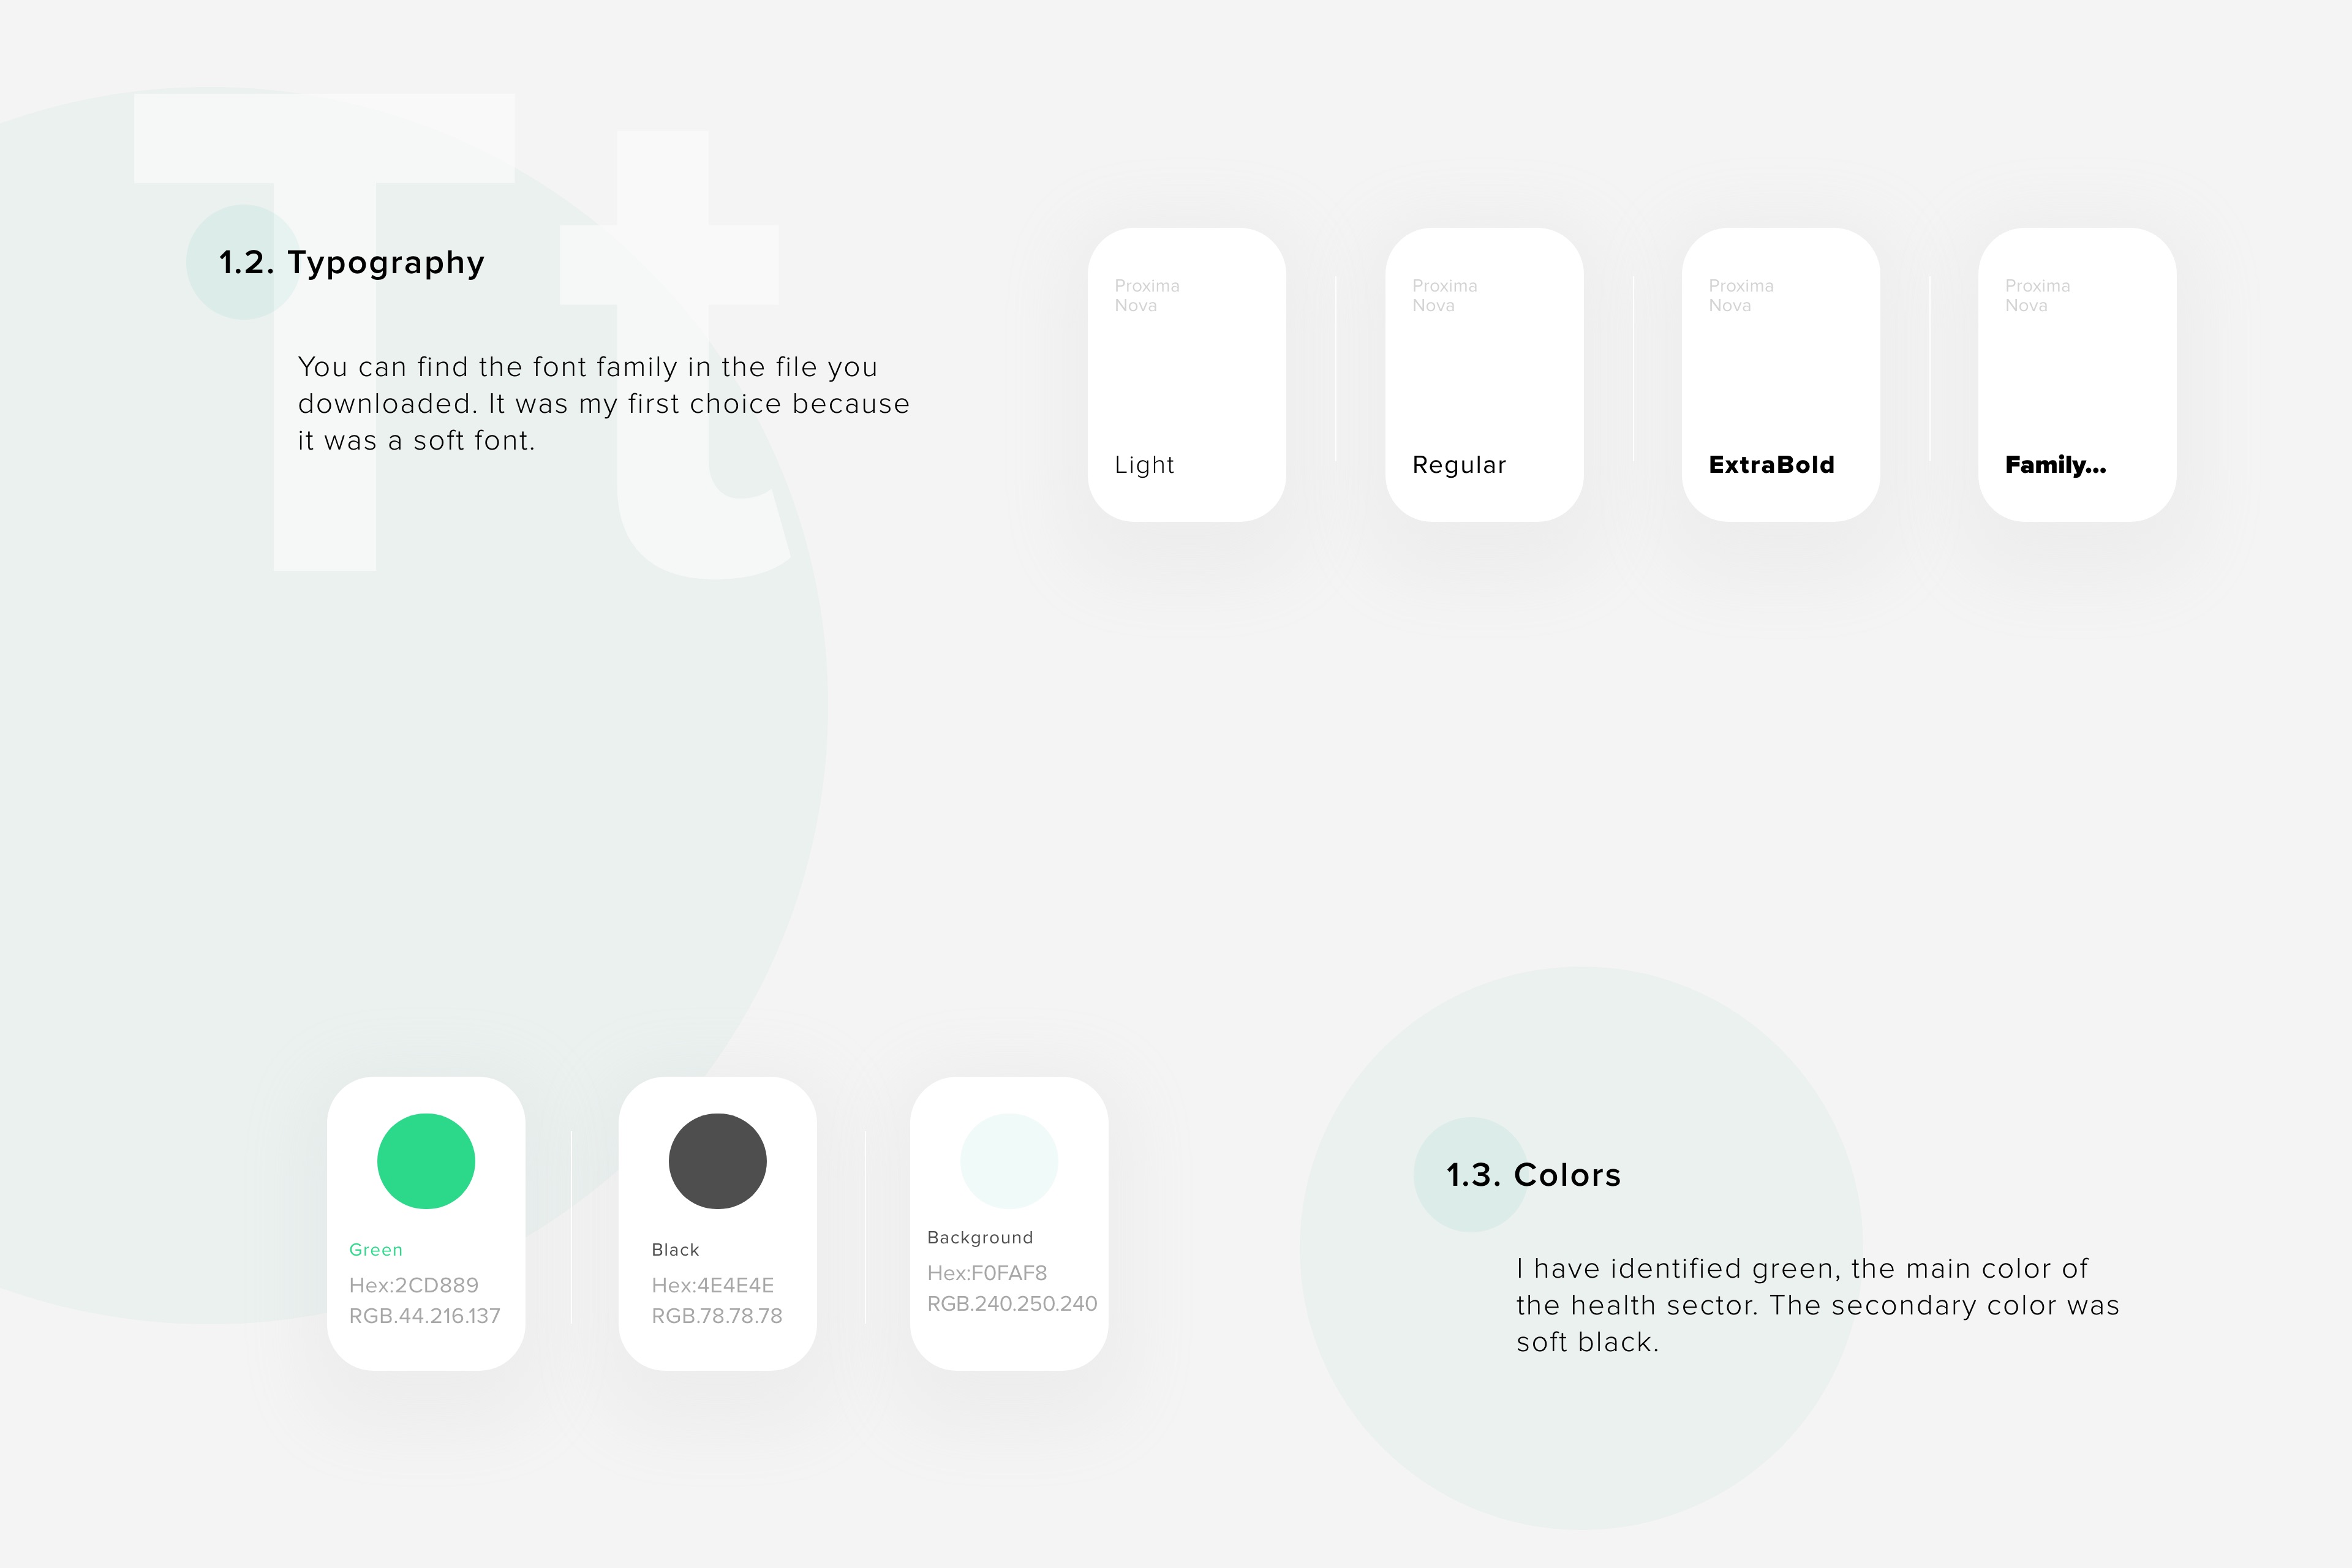 Tt
1.2. Typography
You can find the font family in the file you
downloaded. It was my first choice because
it was a soft font.
Proxima
Nova
Light
Proxima
Nova
Regular
Proxima
Nova
ExtraBold
Proxima
Nova
Family...
Green
Hex:2CD889
RGB.44.216.137
Black
Hex:4E4E4E
RGB.78.78.78
Background
Hex:F0FAF8
RGB.240.250.240
1.3. Colors
I have identified green, the main color of
the health sector. The secondary color was
soft black.